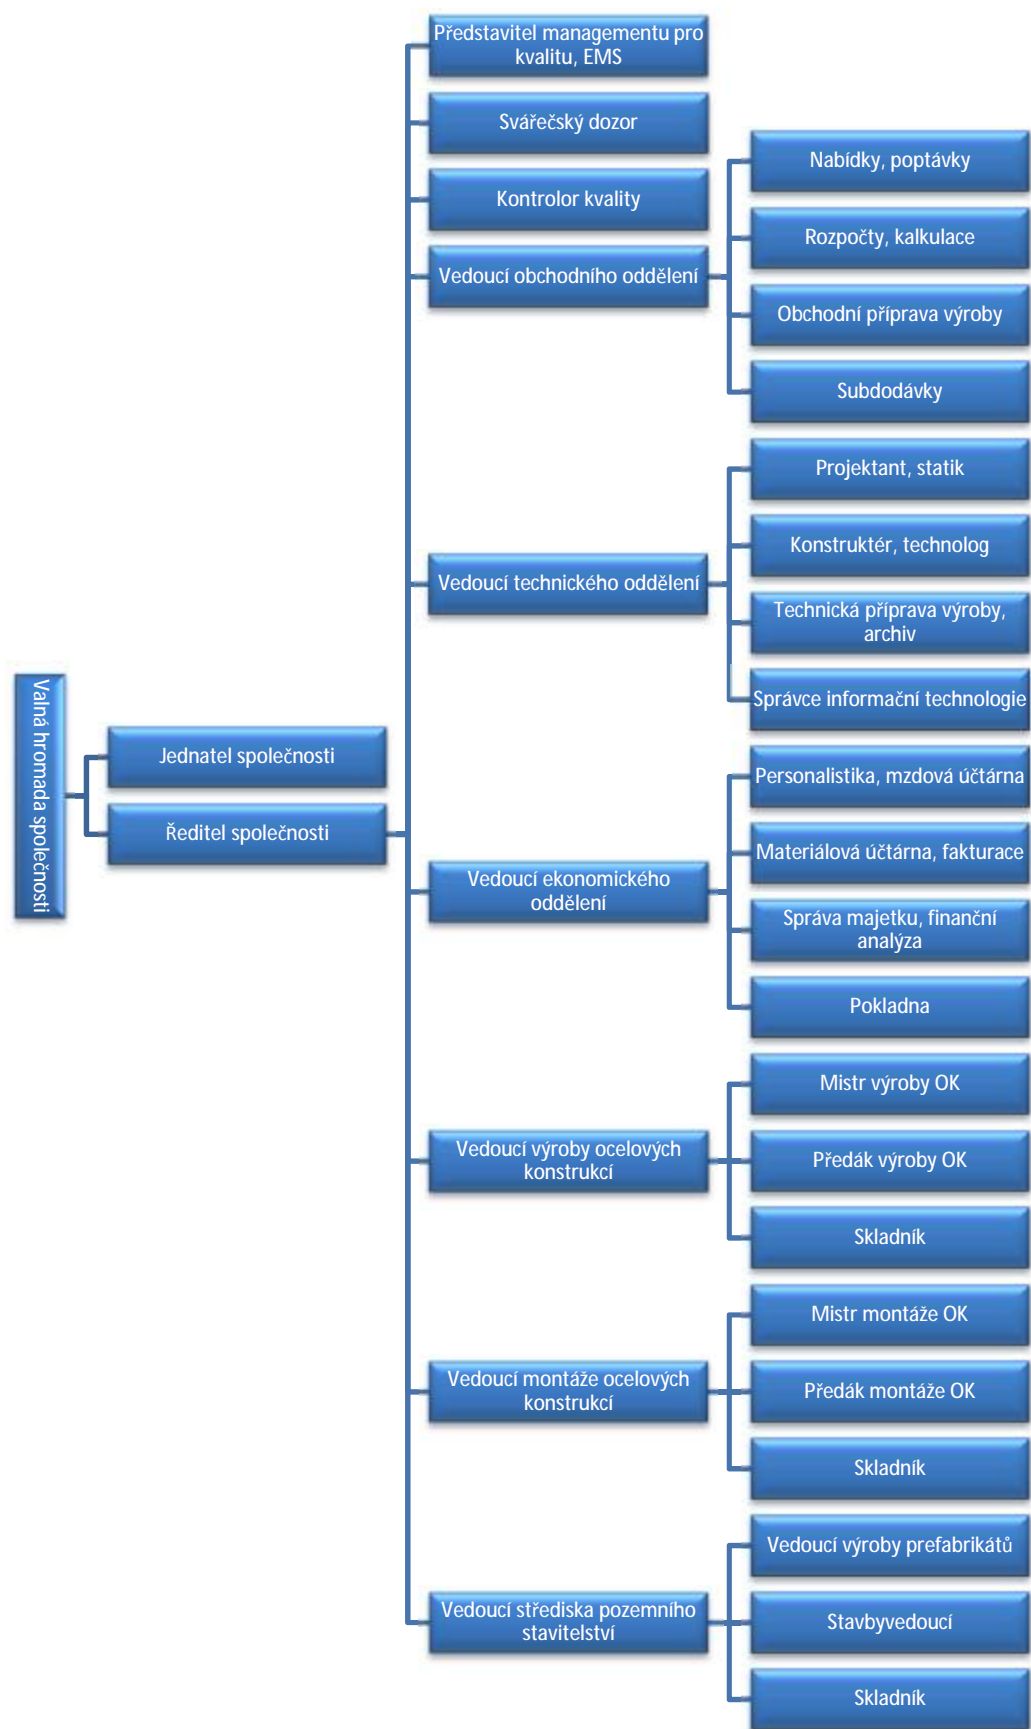 Představitel managementu pro
kvalitu, EMS
Svářečský dozor
Kontrolor kvality
Vedoucí obchodního oddělení
Nabídky, poptávky
Rozpočty, kalkulace
Obchodní příprava výroby
Subdodávky
Vedoucí technického oddělení
Projektant, statik
Konstruktér, technolog
Technická příprava výroby,
archiv
Správce informační technologie
Valná hromada společnosti
Jednatel společnosti
Ředitel společnosti
Vedoucí ekonomického
oddělení
Personalistika, mzdová účtárna
Materiálová účtárna, fakturace
Správa majetku, finanční
analýza
Pokladna
Vedoucí výroby ocelových
konstrukcí
Mistr výroby OK
Předák výroby OK
Skladník
Vedoucí montáže ocelových
konstrukcí
Mistr montáže OK
Předák montáže OK
Skladník
Vedoucí střediska pozemního
stavitelství
Vedoucí výroby prefabrikátů
Stavbyvedoucí
Skladník